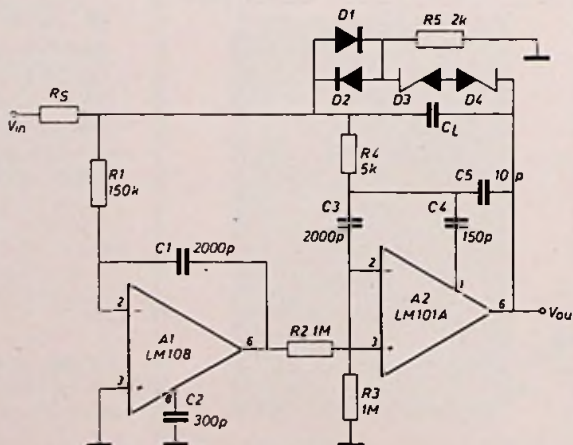 D1
R5 2k
D2
D3
D4
RS
Vin
CL
R4
5k
C5
10 p
R1
150k
C3
2000p
C4
150p
C1
2000p
2
3
A1
LM108
6
8
C2
300p
R2 1M
2
3
1
A2
LM101A
6
Vou
R3
1M